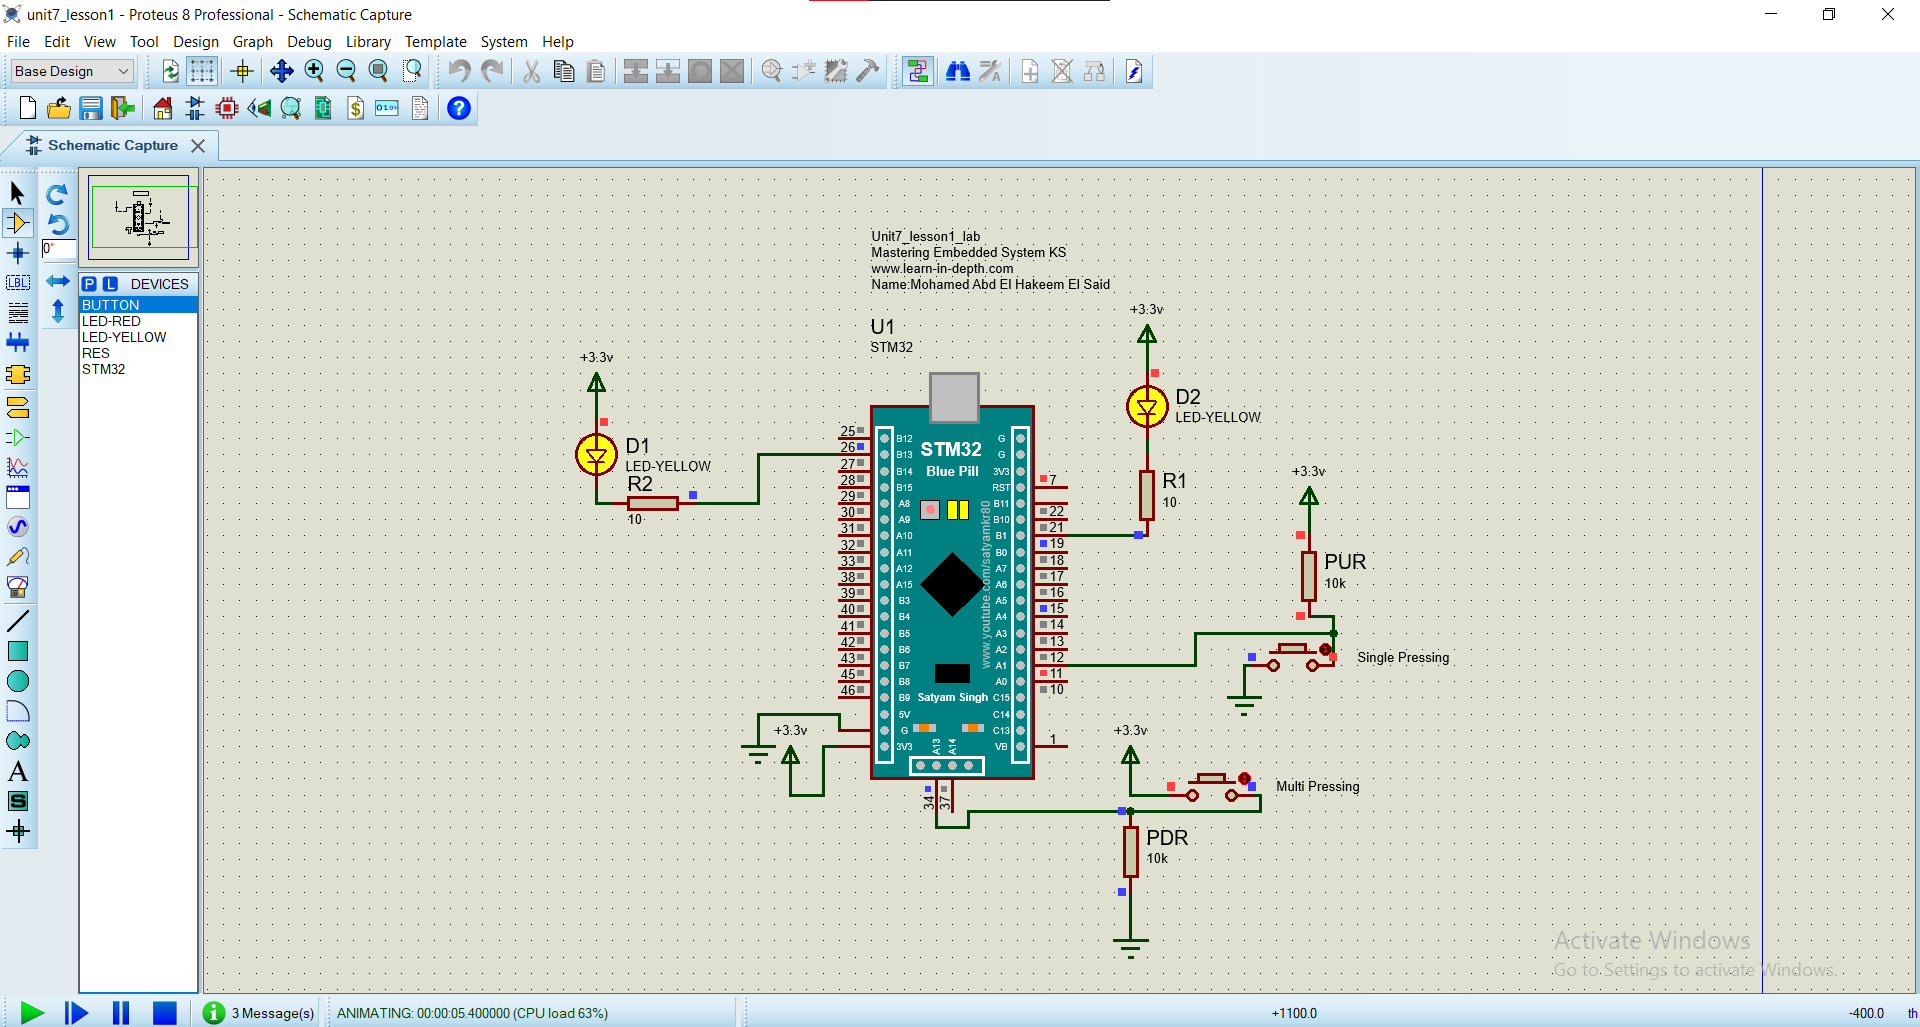 unit7_lesson1 - Proteus 8 Professional - Schematic Capture
File Edit View Tool Design Graph Debug Library Template System Help
Base Design
Schematic Capture
0°
LBL
P L DEVICES
BUTTON
LED-RED
LED-YELLOW
RES
STM32
A
S
Unit7_lesson1_lab
Mastering Embedded System KS
www.learn-in-depth.com
Name:Mohamed Abd El Hakeem El Said
U1
STM32
+3.3v
D1
LED-YELLOW
R2
10
+3.3v
D2
LED-YELLOW
R1
10
+3.3v
PUR
10k
Single Pressing
+3.3v
Multi Pressing
PDR
10k
+3.3v
STM32
Blue Pill
www.youtube.com/satyamkr80
Satyam Singh
25 B12
26 B13
27 B14
28 B15
29 A8
30 A9
31 A10
32 A11
33 A12
38 A15
39 B3
40 B4
41 B5
42 B6
43 B7
45 B8
46 B9
5V
G
3V3
G
G
3V3
RST 7
B11
B10 22
B1 21
B0 19
A7 18
A6 17
A5 16
A4 15
A3 14
A2 13
A1 12
A0 11
C15 10
C14
C13
VB 1
A13 A14
34 37
Activate Windows
Go to Settings to activate Windows.
3 Message(s)
ANIMATING: 00:00:05.400000 (CPU load 63%)
+1100.0
-400.0 th